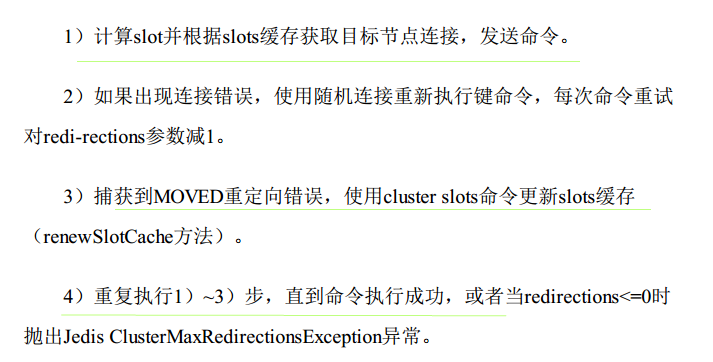 1）计算slot并根据slots缓存获取目标节点连接，发送命令。
2）如果出现连接错误，使用随机连接重新执行键命令，每次命令重试
对redi-rections参数减1。
3）捕获到MOVED重定向错误，使用cluster slots命令更新slots缓存
（renewSlotCache方法）。
4）重复执行1）~3）步，直到命令执行成功，或者当redirections<=0时
抛出Jedis ClusterMaxRedirectionsException异常。